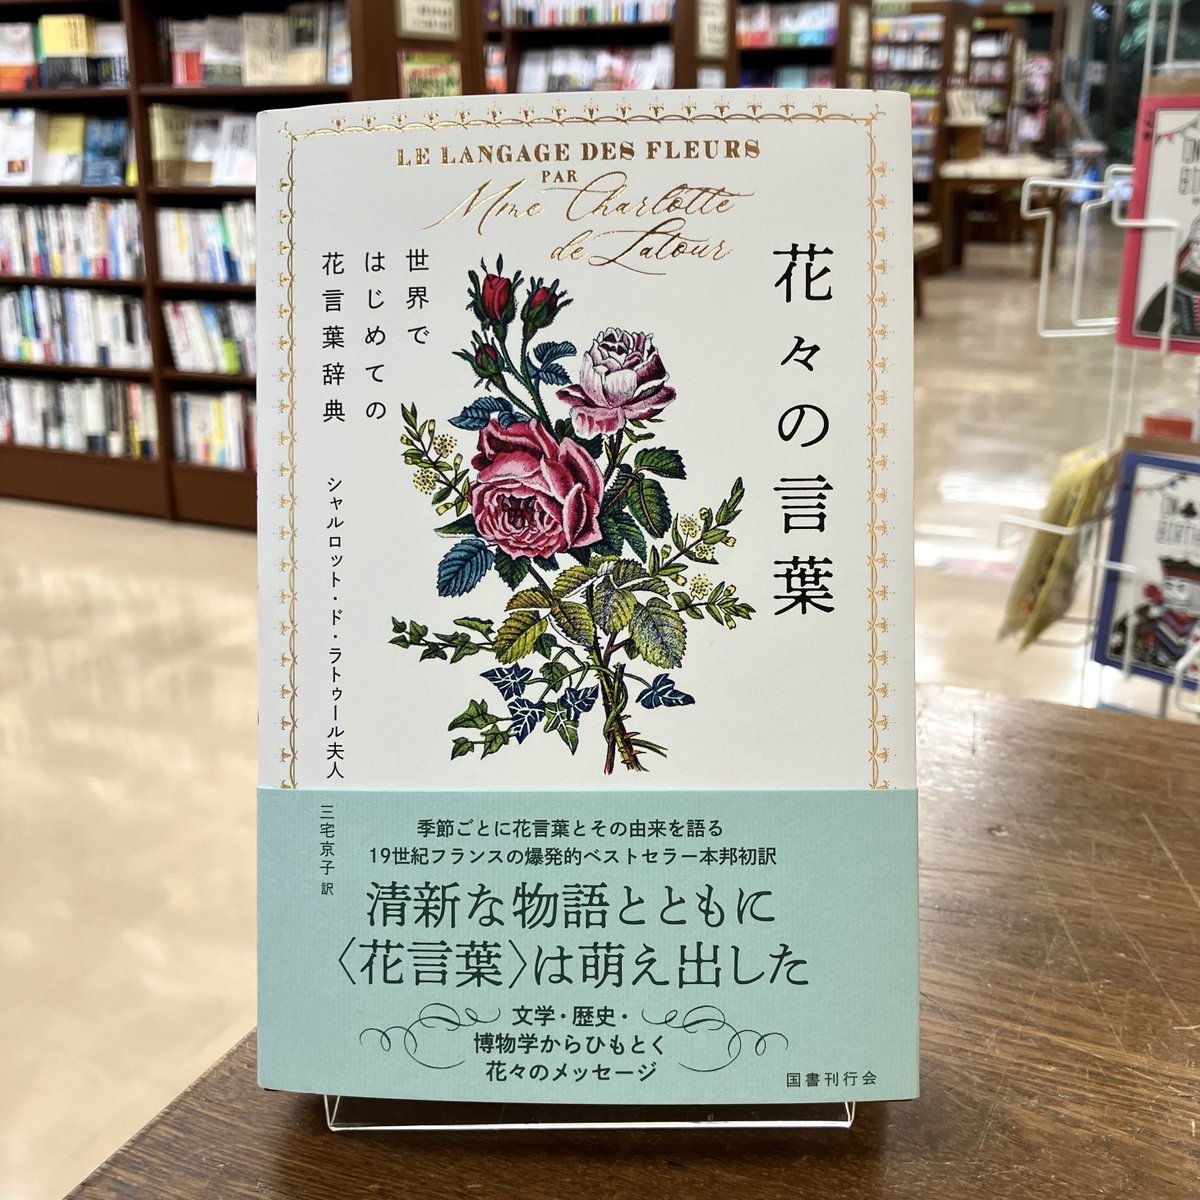 LE LANGAGE DES FLEURS
PAR
Mme Charlotte
de Latour
花々の言葉
世界で
はじめての
花言葉辞典
シャルロット・ド・ラトゥール夫人
三宅京子 訳
季節ごとに花言葉とその由来を語る
19世紀フランスの爆発的ベストセラー本邦初訳
清新な物語とともに
〈花言葉〉は萌え出した
文学・歴史・
博物学からひもとく
花々のメッセージ
国書刊行会